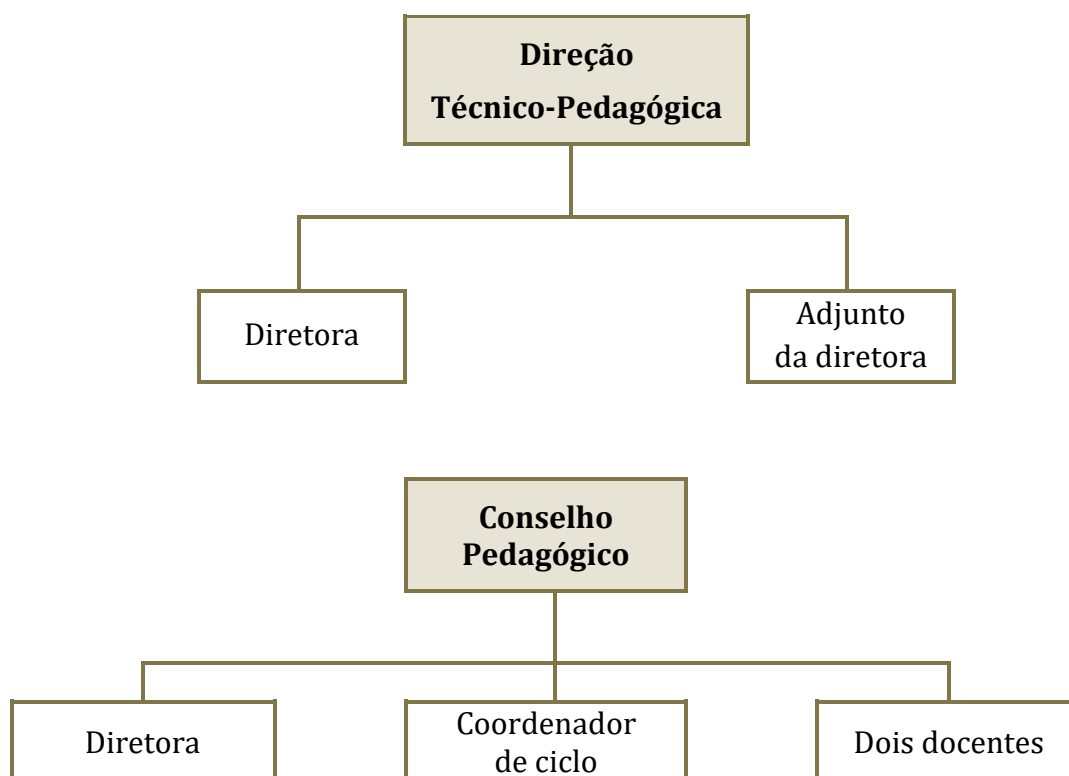 Direção
Técnico-Pedagógica
Diretora
Adjunto
da diretora
Conselho
Pedagógico
Diretora
Coordenador
de ciclo
Dois docentes